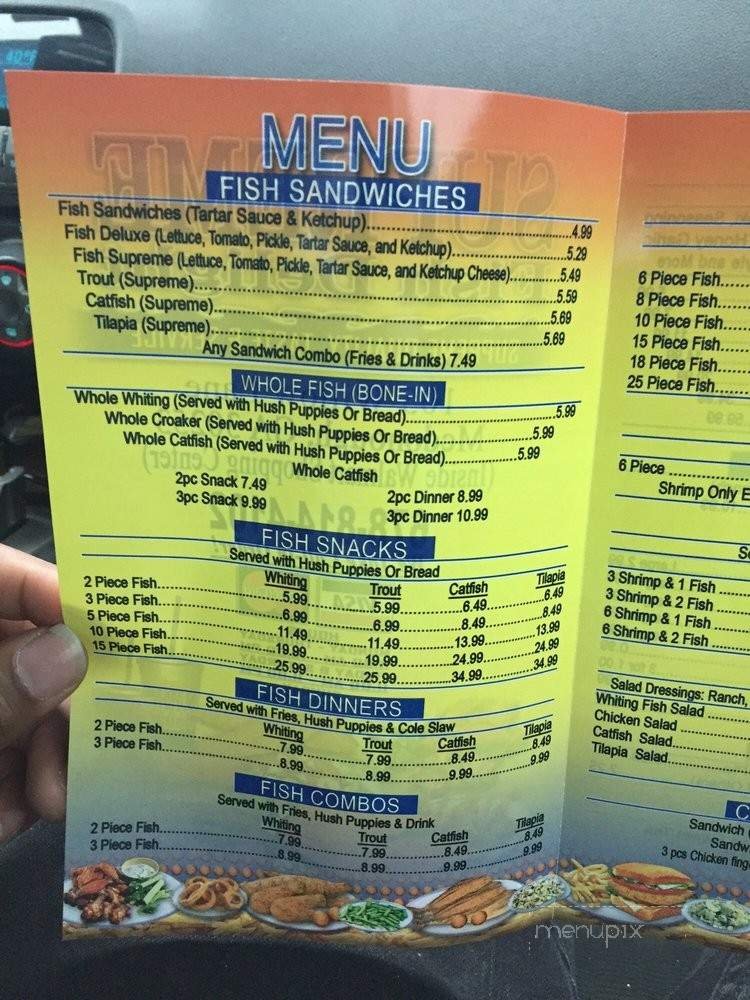 MENU
FISH SANDWICHES
Fish Sandwiches (Tartar Sauce & Ketchup)..........4.99
Fish Deluxe (Lettuce, Tomato, Pickle, Tartar Sauce, and Ketchup)..........5.29
Fish Supreme (Lettuce, Tomato, Pickle, Tartar Sauce, and Ketchup Cheese)..........5.49
Trout (Supreme)..........5.59
Catfish (Supreme)..........5.69
Tilapia (Supreme)..........5.69
Any Sandwich Combo (Fries & Drinks) 7.49
WHOLE FISH (BONE-IN)
Whole Whiting (Served with Hush Puppies Or Bread)..........5.99
Whole Croaker (Served with Hush Puppies Or Bread)..........5.99
Whole Catfish (Served with Hush Puppies Or Bread)..........5.99
Whole Catfish
2pc Snack 7.49 2pc Dinner 8.99
3pc Snack 9.99 3pc Dinner 10.99
FISH SNACKS
Served with Hush Puppies Or Bread
Whiting Trout Catfish Tilapia
2 Piece Fish..........5.99..........5.99..........6.49..........6.49
3 Piece Fish..........6.99..........6.99..........8.49..........8.49
5 Piece Fish..........11.49..........11.49..........13.99..........13.99
10 Piece Fish..........19.99..........19.99..........24.99..........24.99
15 Piece Fish..........25.99..........25.99..........34.99..........34.99
FISH DINNERS
Served with Fries, Hush Puppies & Cole Slaw
Whiting Trout Catfish Tilapia
2 Piece Fish..........7.99..........7.99..........8.49..........8.49
3 Piece Fish..........8.99..........8.99..........9.99..........9.99
FISH COMBOS
Served with Fries, Hush Puppies & Drink
Whiting Trout Catfish Tilapia
2 Piece Fish..........7.99..........7.99..........8.49..........8.49
3 Piece Fish..........8.99..........8.99..........9.99..........9.99
6 Piece Fish.....
8 Piece Fish.....
10 Piece Fish.....
15 Piece Fish.....
18 Piece Fish.....
25 Piece Fish.....
6 Piece .....
Shrimp Only
3 Shrimp & 1 Fish .....
3 Shrimp & 2 Fish .....
6 Shrimp & 1 Fish .....
6 Shrimp & 2 Fish .....
Salad Dressings: Ranch,
Whiting Fish Salad .....
Chicken Salad .....
Catfish Salad.....
Tilapia Salad.....
Sandwich
3 pcs Chicken
menupix